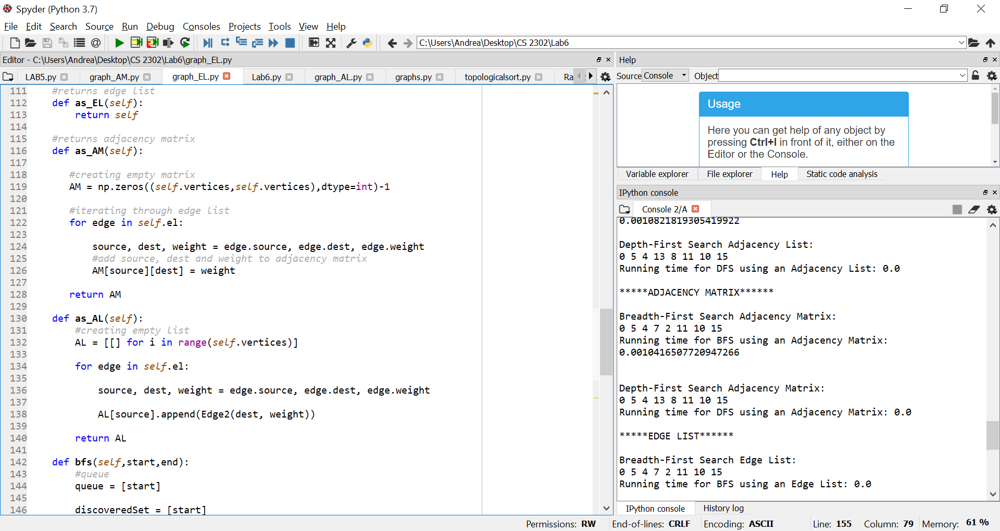 Spyder (Python 3.7)
File Edit Search Source Run Debug Consoles Projects Tools View Help
C:\Users\Andrea\Desktop\CS 2302\Lab6
Editor - C:\Users\Andrea\Desktop\CS 2302\Lab6\graph_EL.py
LAB5.py graph_AM.py graph_EL.py Lab6.py graph_AL.py graphs.py topologicalsort.py Ra
111 #returns edge list
112 def as_EL(self):
113 return self
114
115 #returns adjacency matrix
116 def as_AM(self):
117
118 #creating empty matrix
119 AM = np.zeros((self.vertices,self.vertices),dtype=int)-1
120
121 #iterating through edge list
122 for edge in self.el:
123
124 source, dest, weight = edge.source, edge.dest, edge.weight
125 #add source, dest and weight to adjacency matrix
126 AM[source][dest] = weight
127
128 return AM
129
130 def as_AL(self):
131 #creating empty list
132 AL = [[] for i in range(self.vertices)]
133
134 for edge in self.el:
135
136 source, dest, weight = edge.source, edge.dest, edge.weight
137
138 AL[source].append(Edge2(dest, weight))
139
140 return AL
141
142 def bfs(self,start,end):
143 #queue
144 queue = [start]
145
146 discoveredSet = [start]
Help
Source Console Object
Usage
Here you can get help of any object by
pressing Ctrl+I in front of it, either on the
Editor or the Console.
Variable explorer File explorer Help Static code analysis
IPython console
Console 2/A
0.0010821819305419922
Depth-First Search Adjacency List:
0 5 4 13 8 11 10 15
Running time for DFS using an Adjacency List: 0.0
*****ADJACENCY MATRIX******
Breadth-First Search Adjacency Matrix:
0 5 4 7 2 11 10 15
Running time for BFS using an Adjacency Matrix:
0.0010416507720947266
Depth-First Search Adjacency Matrix:
0 5 4 13 8 11 10 15
Running time for DFS using an Adjacency Matrix: 0.0
*****EDGE LIST******
Breadth-First Search Edge List:
0 5 4 7 2 11 10 15
Running time for BFS using an Edge List: 0.0
IPython console History log
Permissions: RW End-of-lines: CRLF Encoding: ASCII Line: 155 Column: 79 Memory: 61 %